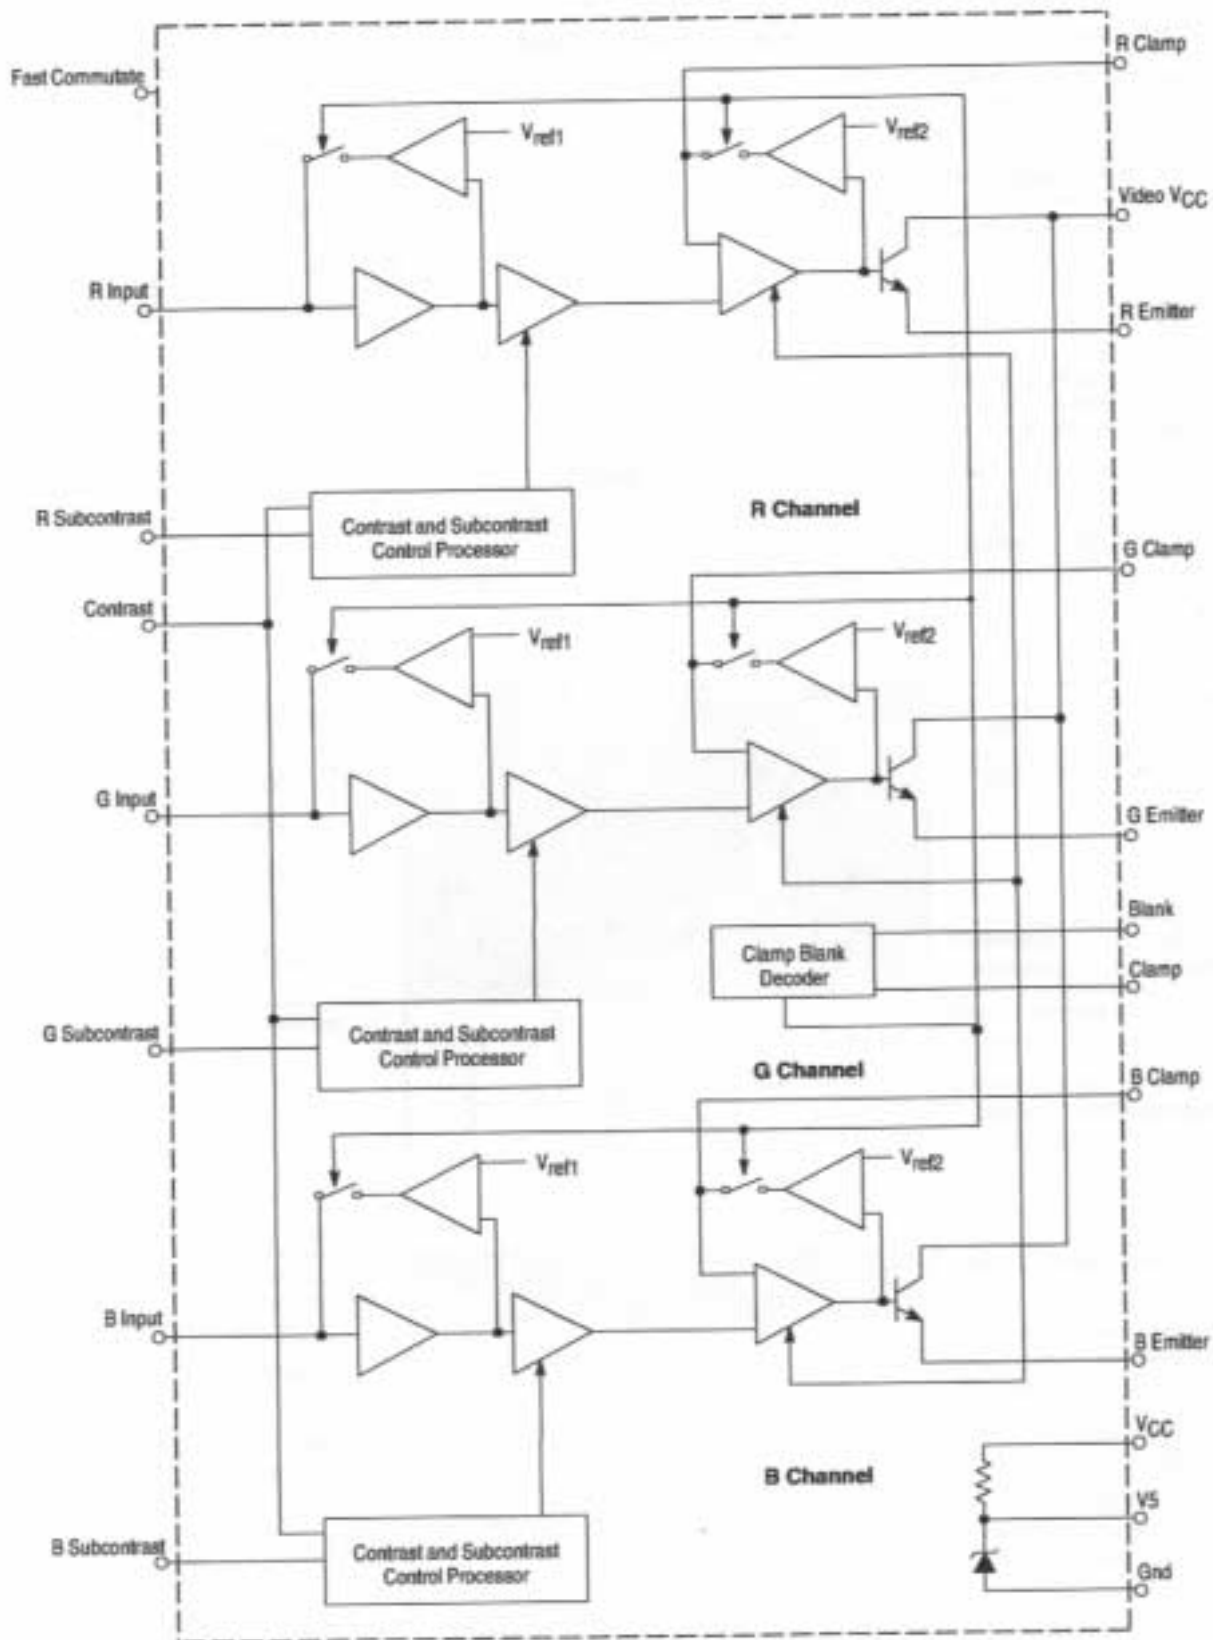 R Clamp
Fast Commutate
Vref1
Vref2
Video VCC
R Input
R Emitter
R Channel
R Subcontrast
Contrast and Subcontrast
Control Processor
G Clamp
Contrast
Vref1
Vref2
G Input
G Emitter
Blank
Clamp Blank
Decoder
Clamp
G Subcontrast
Contrast and Subcontrast
Control Processor
G Channel
B Clamp
Vref1
Vref2
B Input
B Emitter
VCC
B Channel
V5
B Subcontrast
Contrast and Subcontrast
Control Processor
Gnd